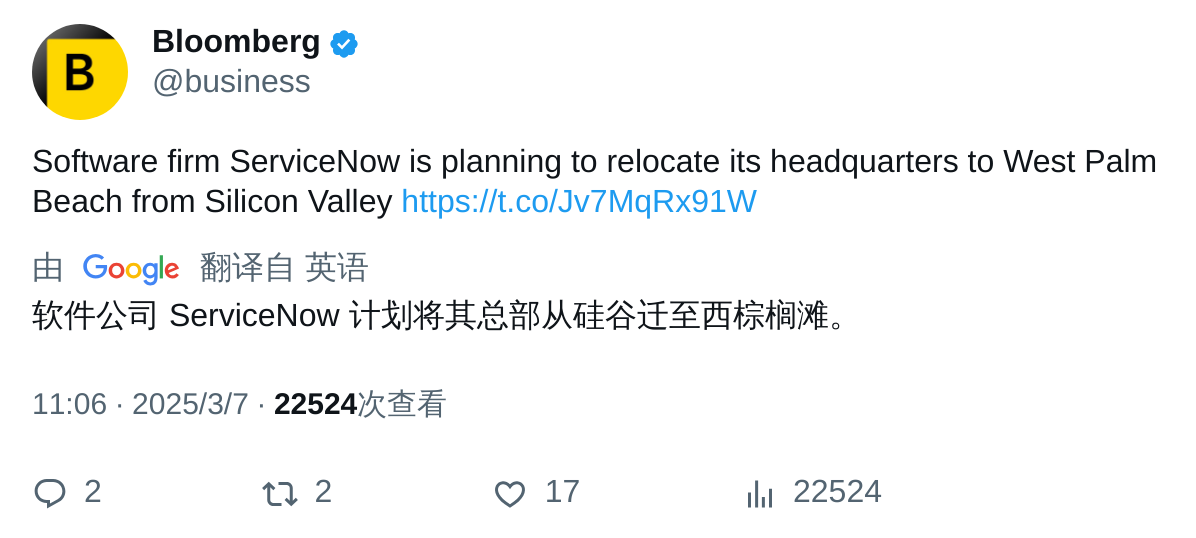 B
Bloomberg
@business
Software firm ServiceNow is planning to relocate its headquarters to West Palm
Beach from Silicon Valley https://t.co/Jv7MqRx91W
由 Google 翻译自 英语
软件公司 ServiceNow 计划将其总部从硅谷迁至西棕榈滩。
11:06 · 2025/3/7 · 22524次查看
2 2 17 22524